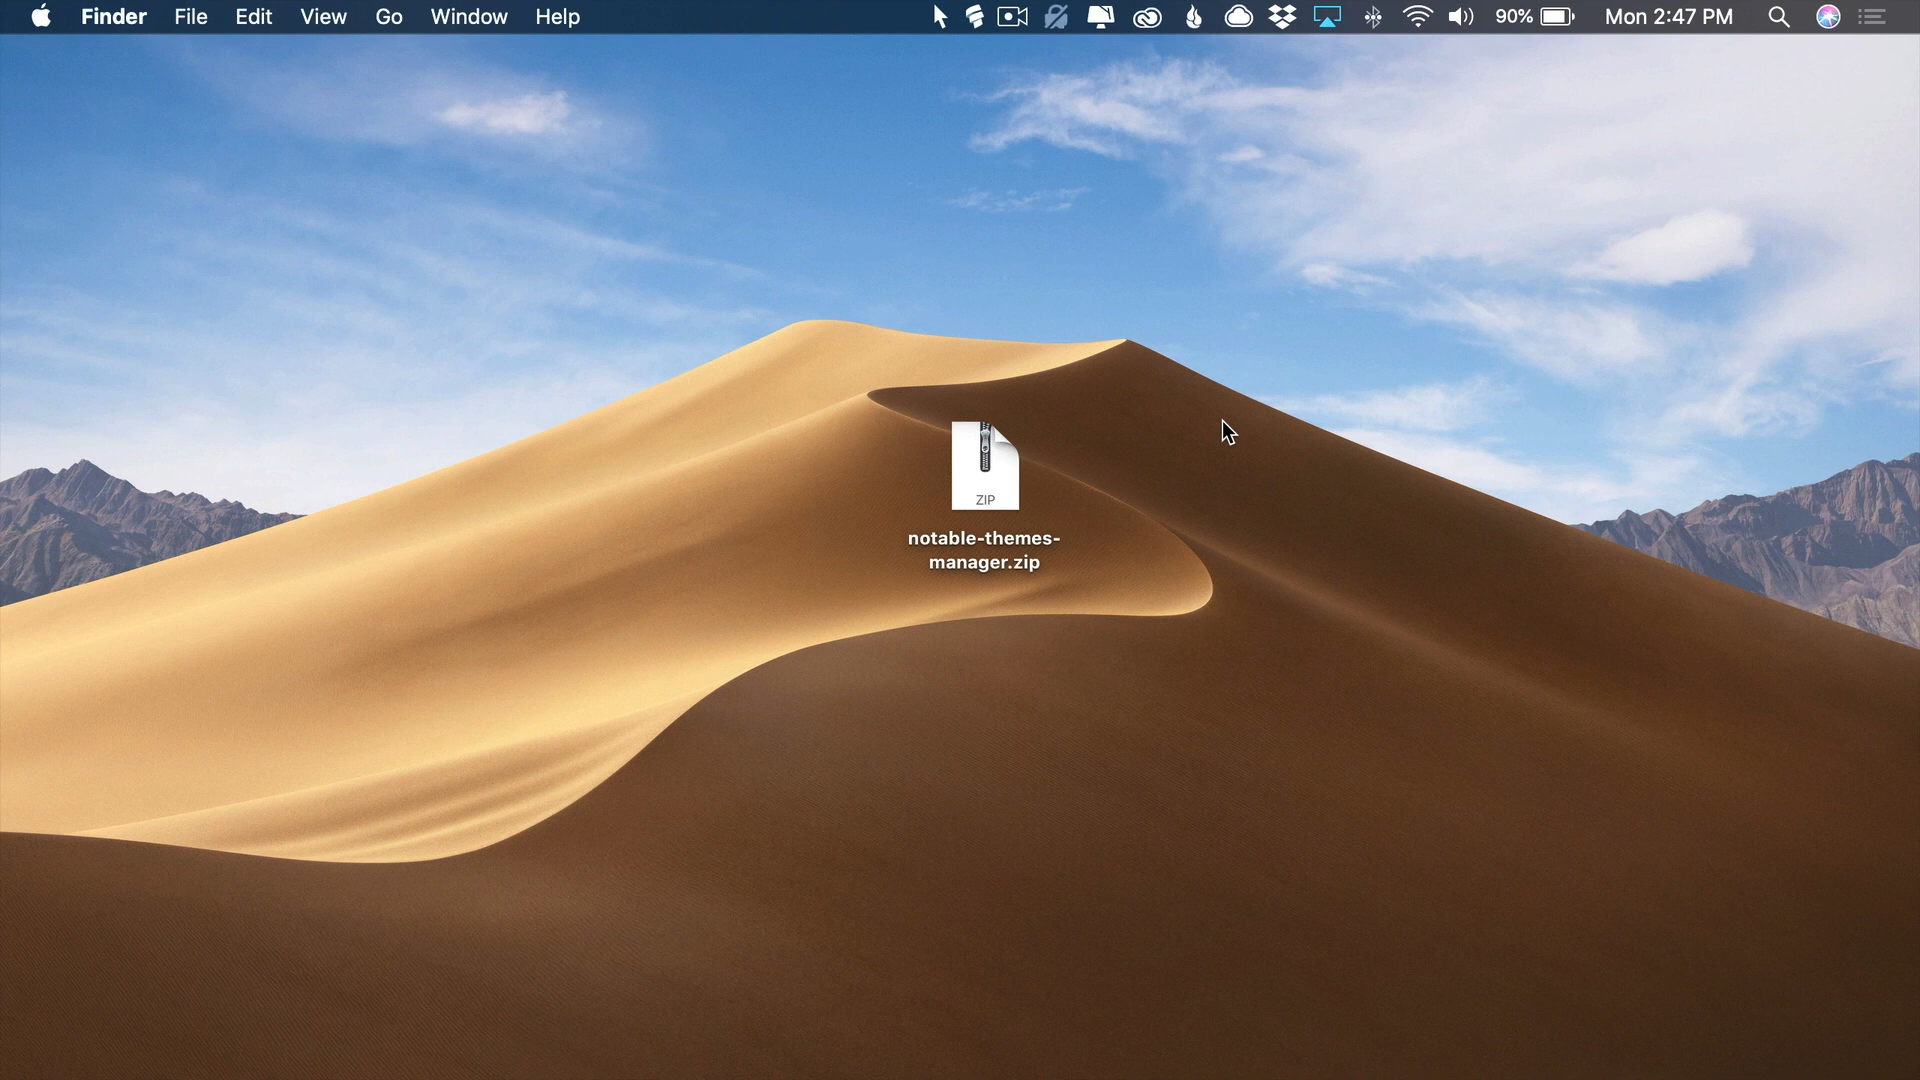 Finder File Edit View Go Window Help 90% Mon 2:47 PM
ZIP
notable-themes-
manager.zip